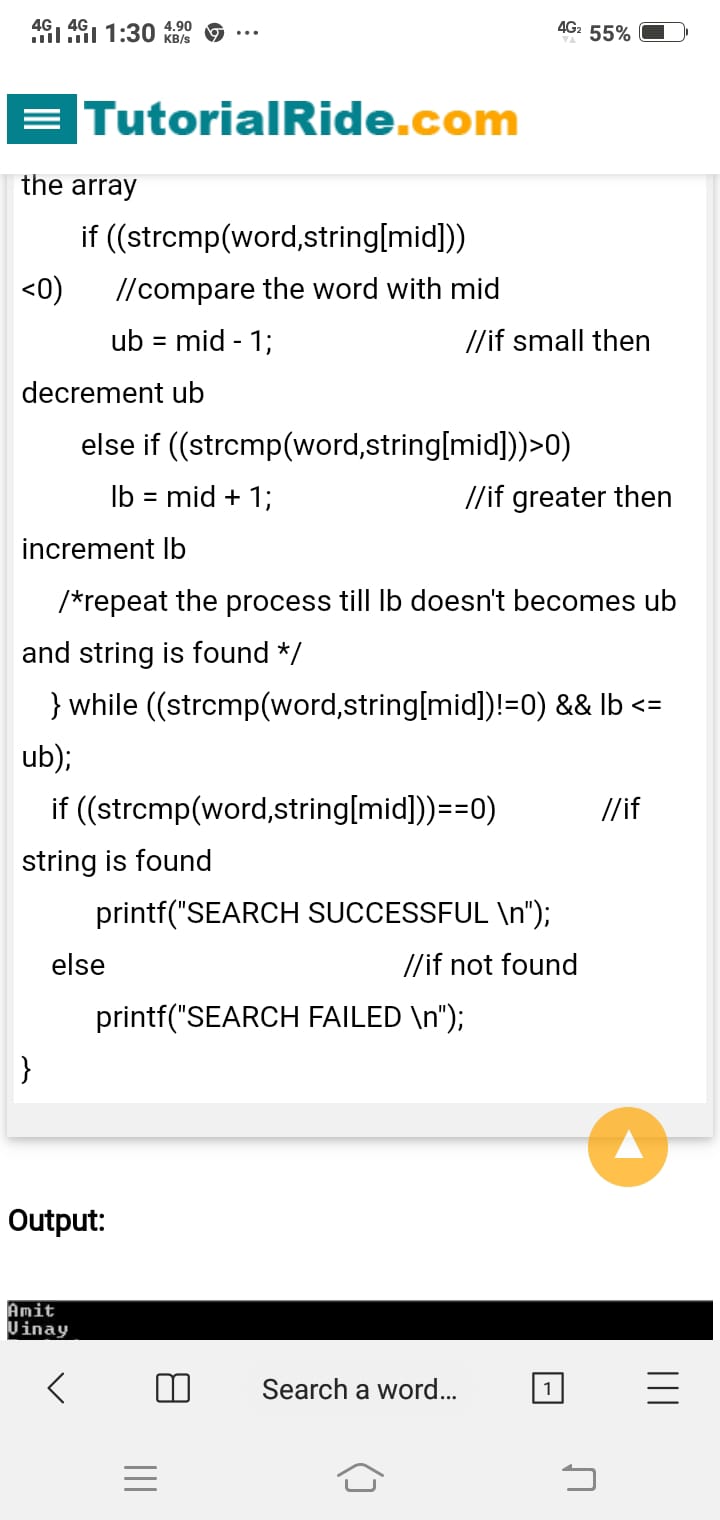 4G 4G 1:30 4.90 KB/s ... 4G2 55%
TutorialRide.com
the array
if ((strcmp(word,string[mid]))
<0) //compare the word with mid
ub = mid - 1; //if small then
decrement ub
else if ((strcmp(word,string[mid]))>0)
lb = mid + 1; //if greater then
increment lb
/*repeat the process till lb doesn't becomes ub
and string is found */
} while ((strcmp(word,string[mid])!=0) && lb <=
ub);
if ((strcmp(word,string[mid]))==0) //if
string is found
printf("SEARCH SUCCESSFUL \n");
else //if not found
printf("SEARCH FAILED \n");
}
Output:
Amit
Vinay
Search a word... 1